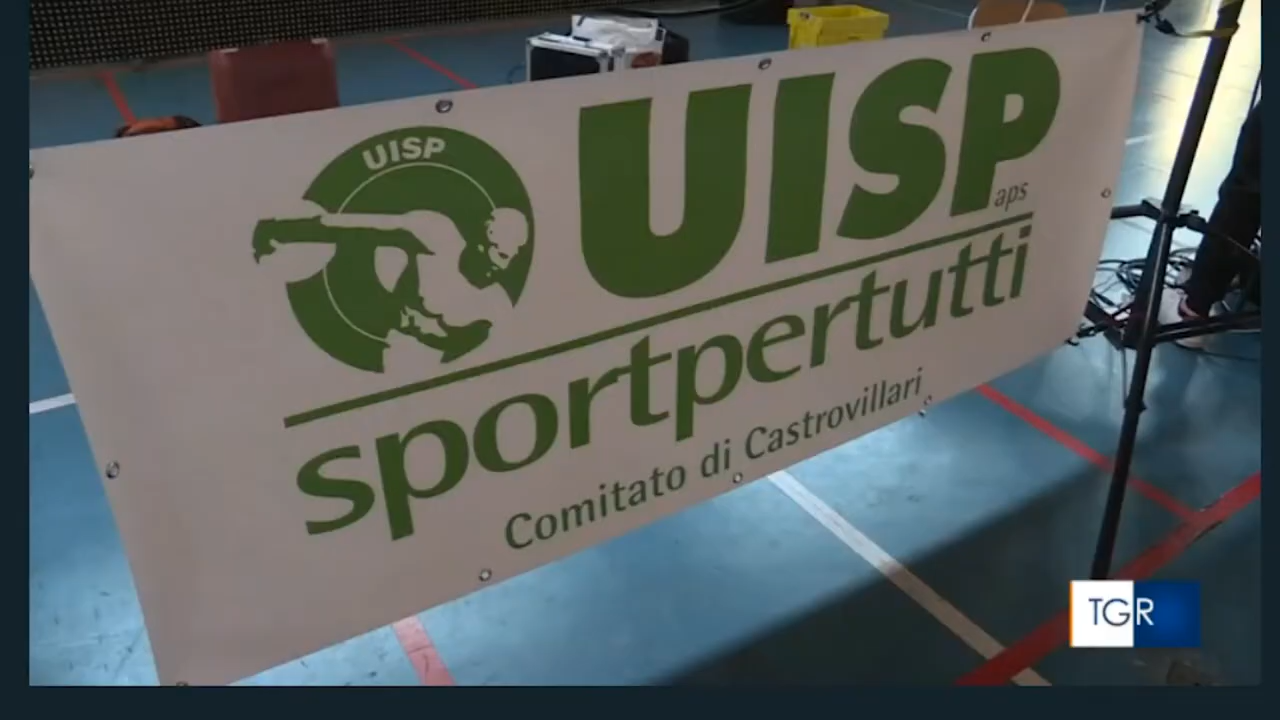 UISP
UISP
aps
sportpertutti
Comitato di Castrovillari
TGR